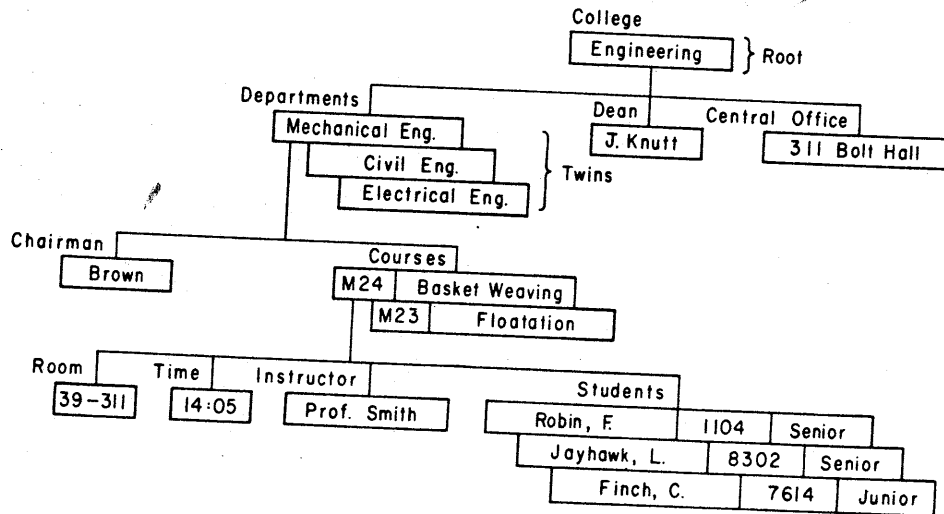 College
Engineering } Root
Departments Dean Central Office
Mechanical Eng. J. Knutt 311 Bolt Hall
Civil Eng. } Twins
Electrical Eng.
Chairman Courses
Brown M24 Basket Weaving
M23 Floatation
Room Time Instructor Students
39-311 14:05 Prof. Smith Robin, F. 1104 Senior
Jayhawk, L. 8302 Senior
Finch, C. 7614 Junior